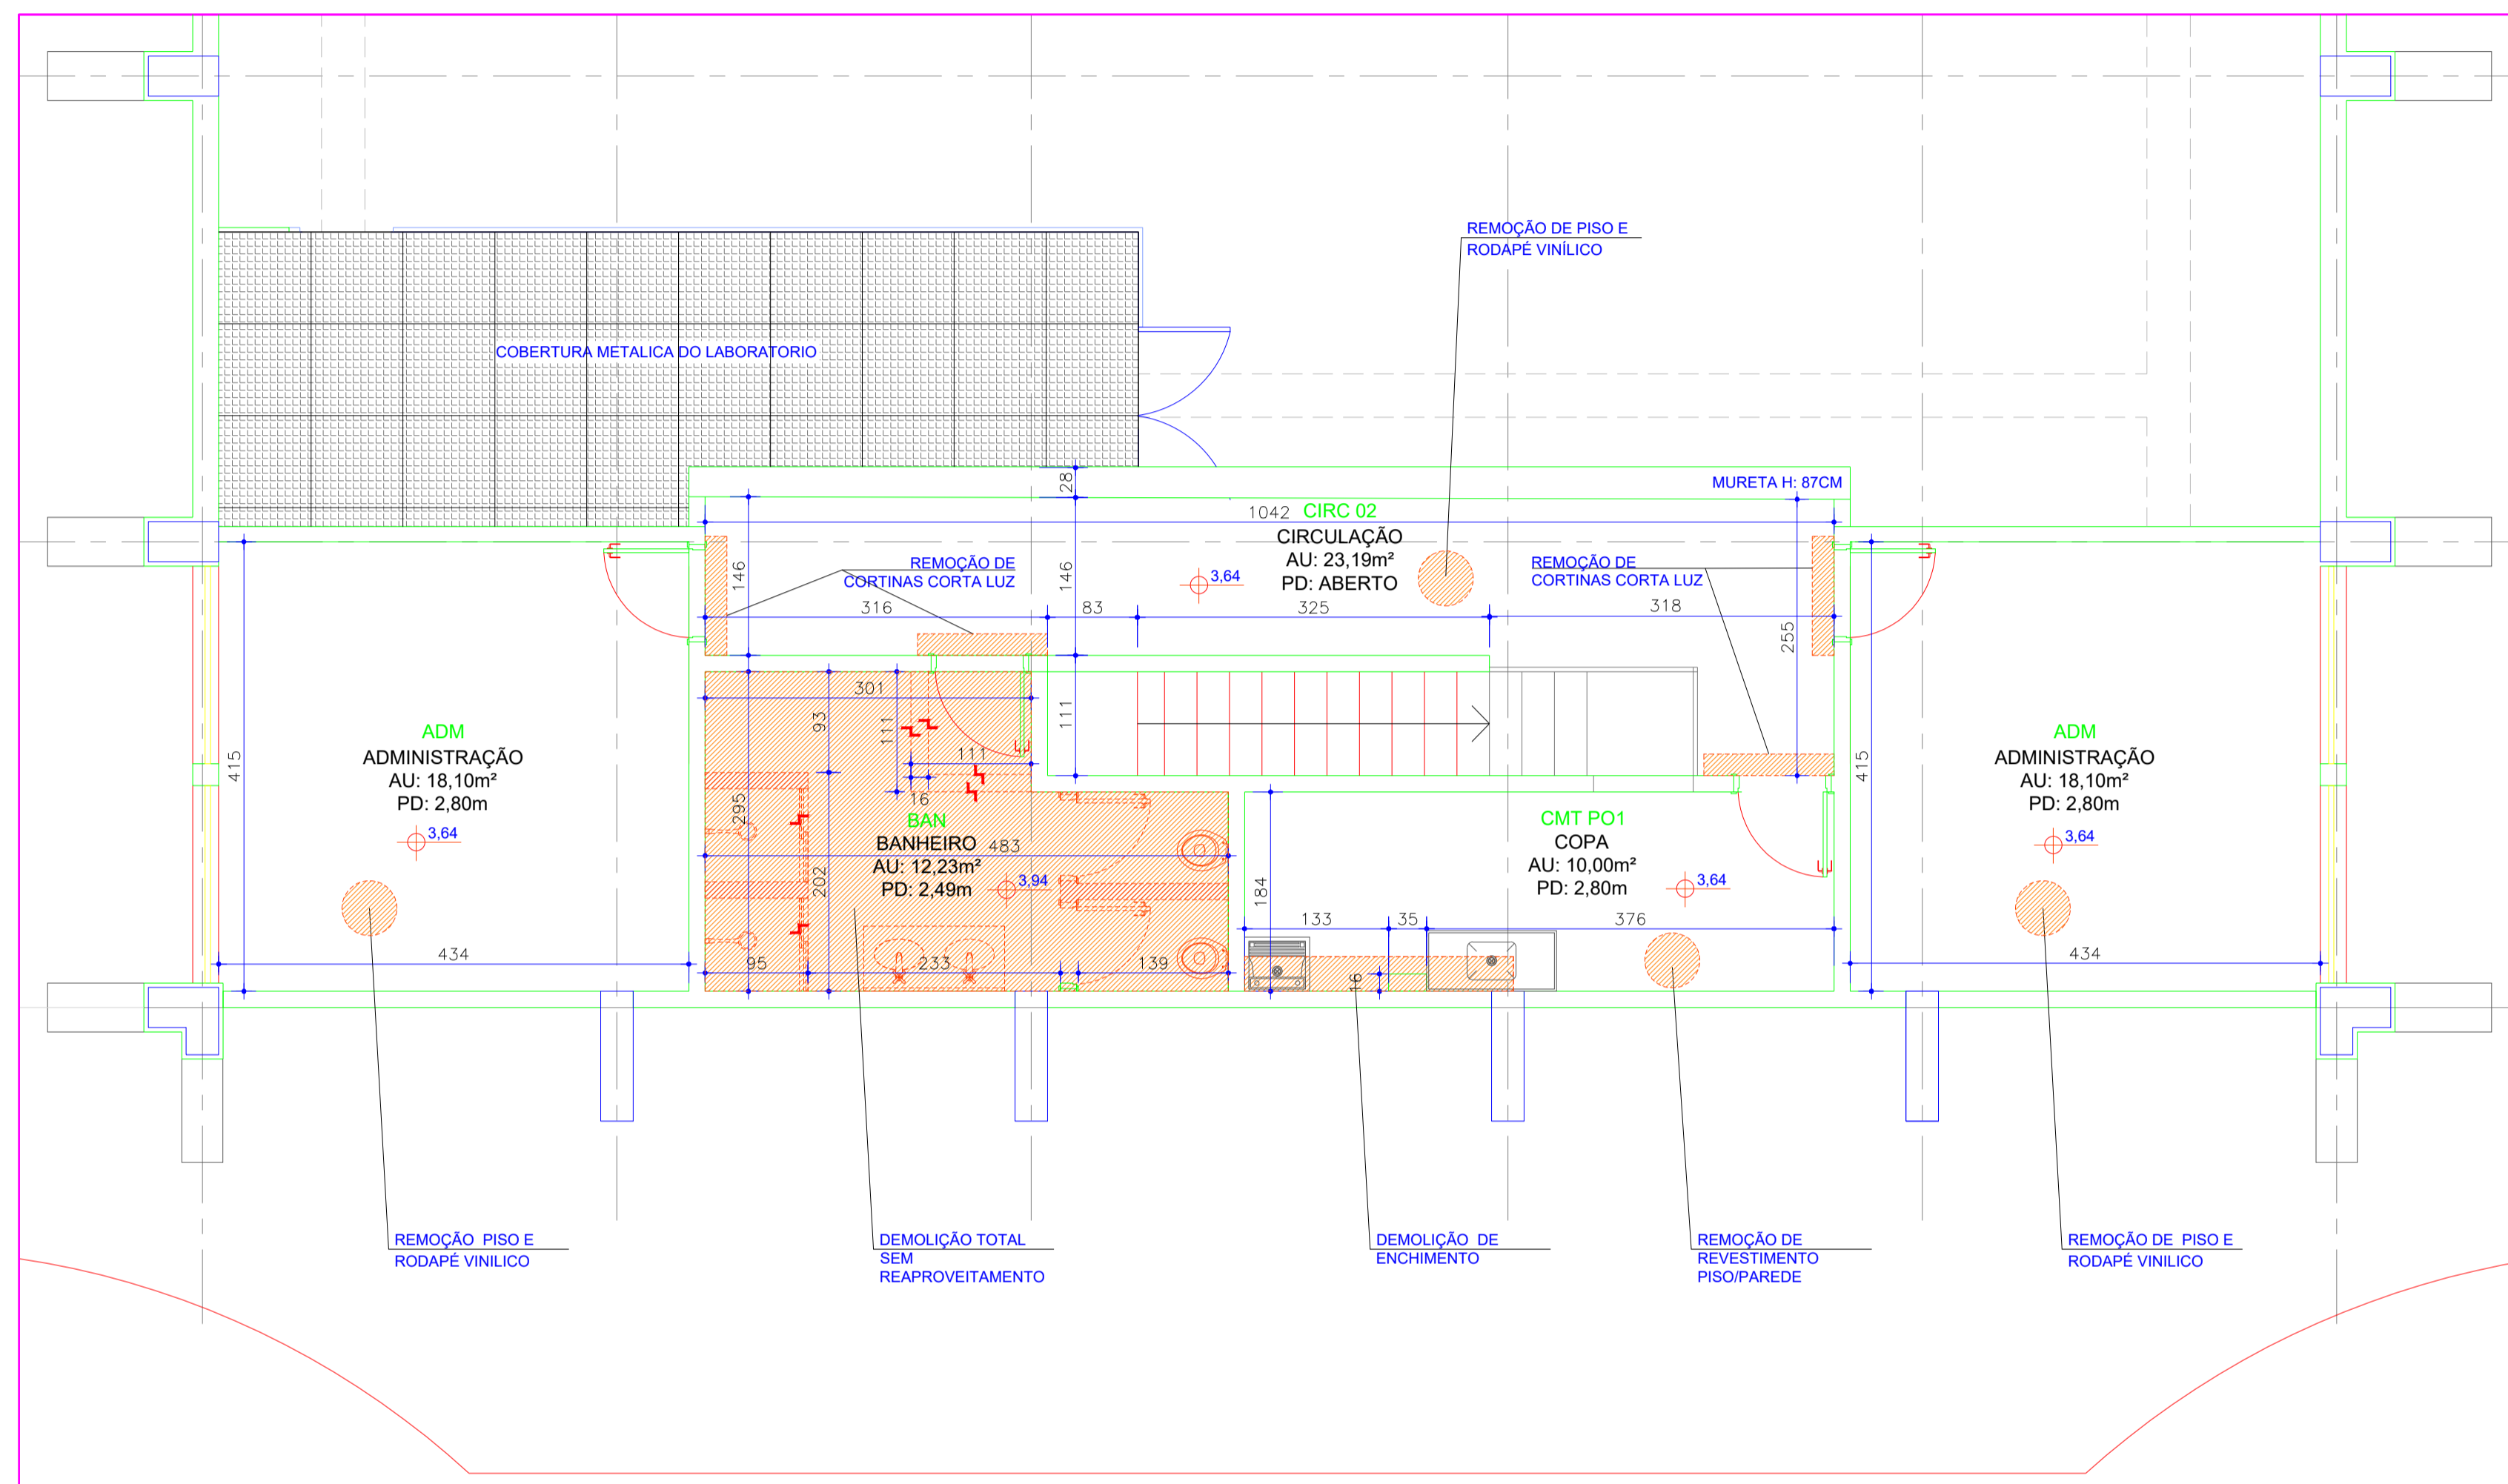 REMOÇÃO DE PISO E
RODAPÉ VINÍLICO
COBERTURA METALICA DO LABORATORIO
MURETA H: 87CM
28
1042
CIRC 02
CIRCULAÇÃO
AU: 23,19m²
PD: ABERTO
3,64
REMOÇÃO DE
CORTINAS CORTA LUZ
REMOÇÃO DE
CORTINAS CORTA LUZ
146
146
316
83
325
318
255
301
93
111
111
111
16
295
202
ADM
ADMINISTRAÇÃO
AU: 18,10m²
PD: 2,80m
3,64
415
434
BAN
BANHEIRO
AU: 12,23m²
PD: 2,49m
483
3,94
95
233
139
CMT PO1
COPA
AU: 10,00m²
PD: 2,80m
3,64
184
133
35
376
16
415
ADM
ADMINISTRAÇÃO
AU: 18,10m²
PD: 2,80m
3,64
434
REMOÇÃO  PISO E
RODAPÉ VINILICO
DEMOLIÇÃO TOTAL
SEM
REAPROVEITAMENTO
DEMOLIÇÃO  DE
ENCHIMENTO
REMOÇÃO DE
REVESTIMENTO
PISO/PAREDE
REMOÇÃO DE  PISO E
RODAPÉ VINILICO